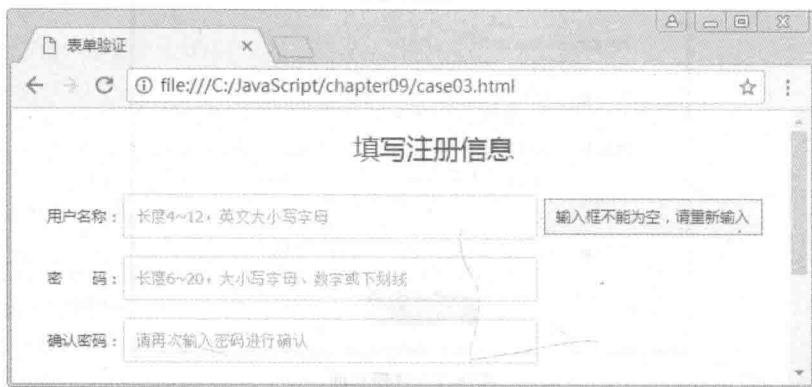 表单验证
file:///C:/JavaScript/chapter09/case03.html
填写注册信息
用户名称： 长度4~12，英文大小写字母 输入框不能为空，请重新输入
密 码： 长度6~20，大小写字母、数字或下划线
确认密码： 请再次输入密码进行确认